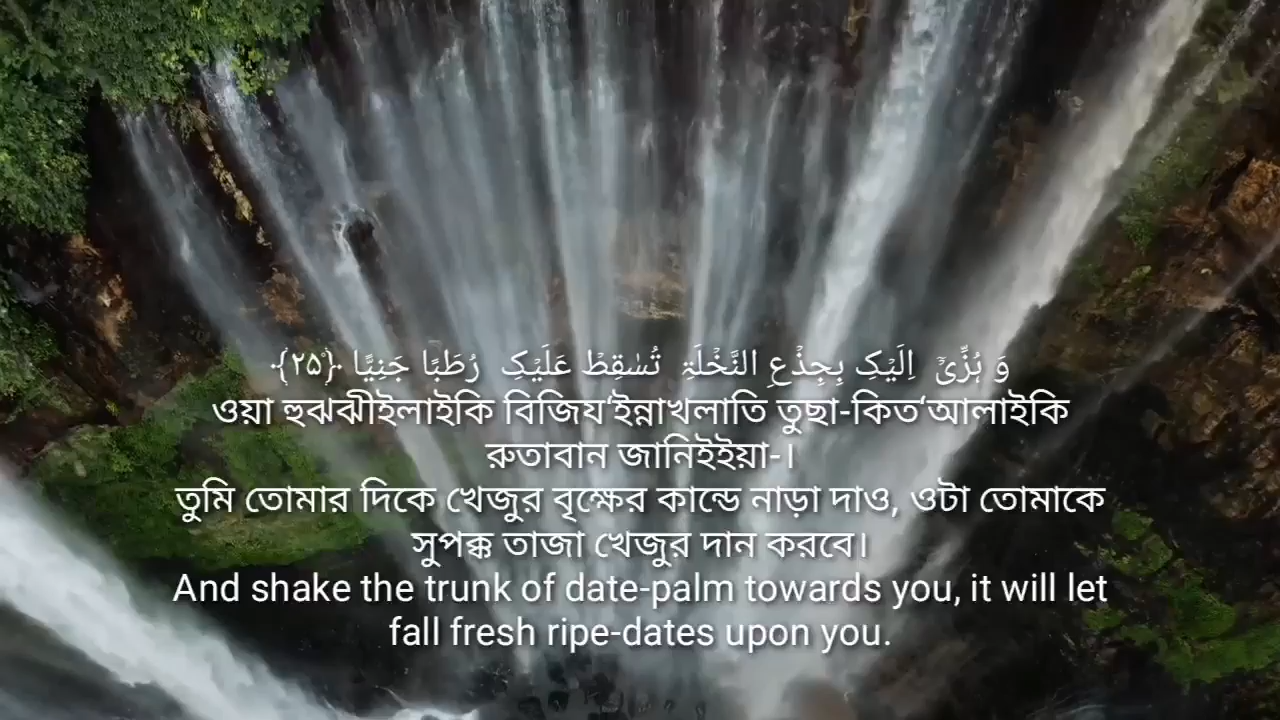 وَ ہُزِّیۡۤ اِلَیۡکِ بِجِذۡعِ النَّخۡلَۃِ تُسٰقِطۡ عَلَیۡکِ رُطَبًا جَنِیًّا ﴿۫۲۵﴾
ওয়া হুঝঝীইলাইকি বিজিয‘ইন্নাখলাতি তুছা-কিত‘আলাইকি
রুতাবান জানিইইয়া-।
তুমি তোমার দিকে খেজুর বৃক্ষের কান্ডে নাড়া দাও, ওটা তোমাকে
সুপক্ক তাজা খেজুর দান করবে।
And shake the trunk of date-palm towards you, it will let
fall fresh ripe-dates upon you.